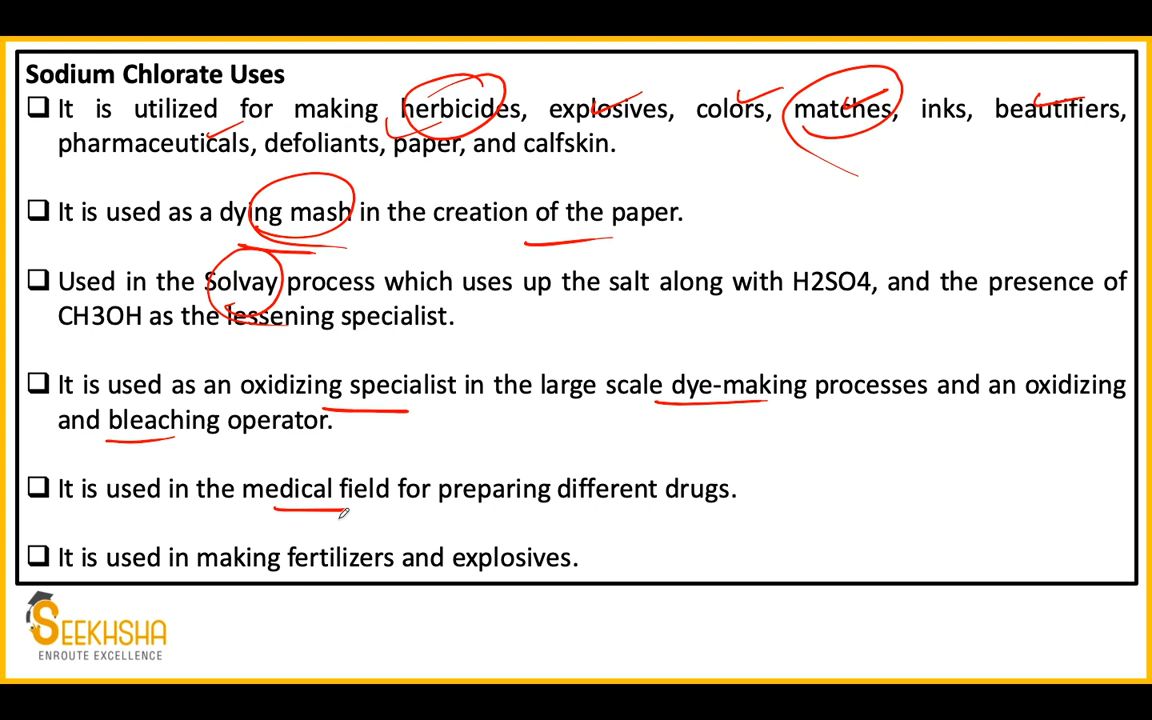 Sodium Chlorate Uses
❑ It is utilized for making herbicides, explosives, colors, matches, inks, beautifiers,
pharmaceuticals, defoliants, paper, and calfskin.
❑ It is used as a dying mash in the creation of the paper.
❑ Used in the Solvay process which uses up the salt along with H2SO4, and the presence of
CH3OH as the lessening specialist.
❑ It is used as an oxidizing specialist in the large scale dye-making processes and an oxidizing
and bleaching operator.
❑ It is used in the medical field for preparing different drugs.
❑ It is used in making fertilizers and explosives.
SEEKHSHA
ENROUTE EXCELLENCE